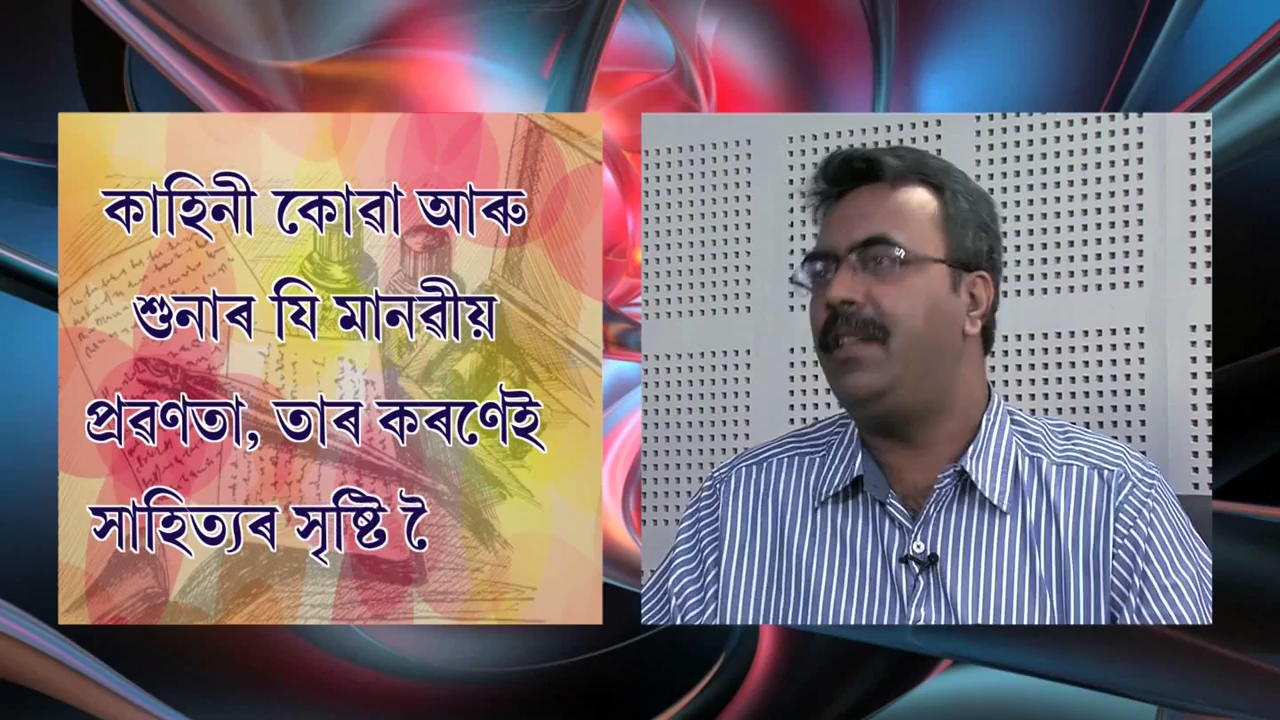 কাহিনী কোৱা আৰু
শুনাৰ যি মানৱীয়
প্ৰৱণতা, তাৰ কৰণেই
সাহিত্যৰ সৃষ্টি ৈ